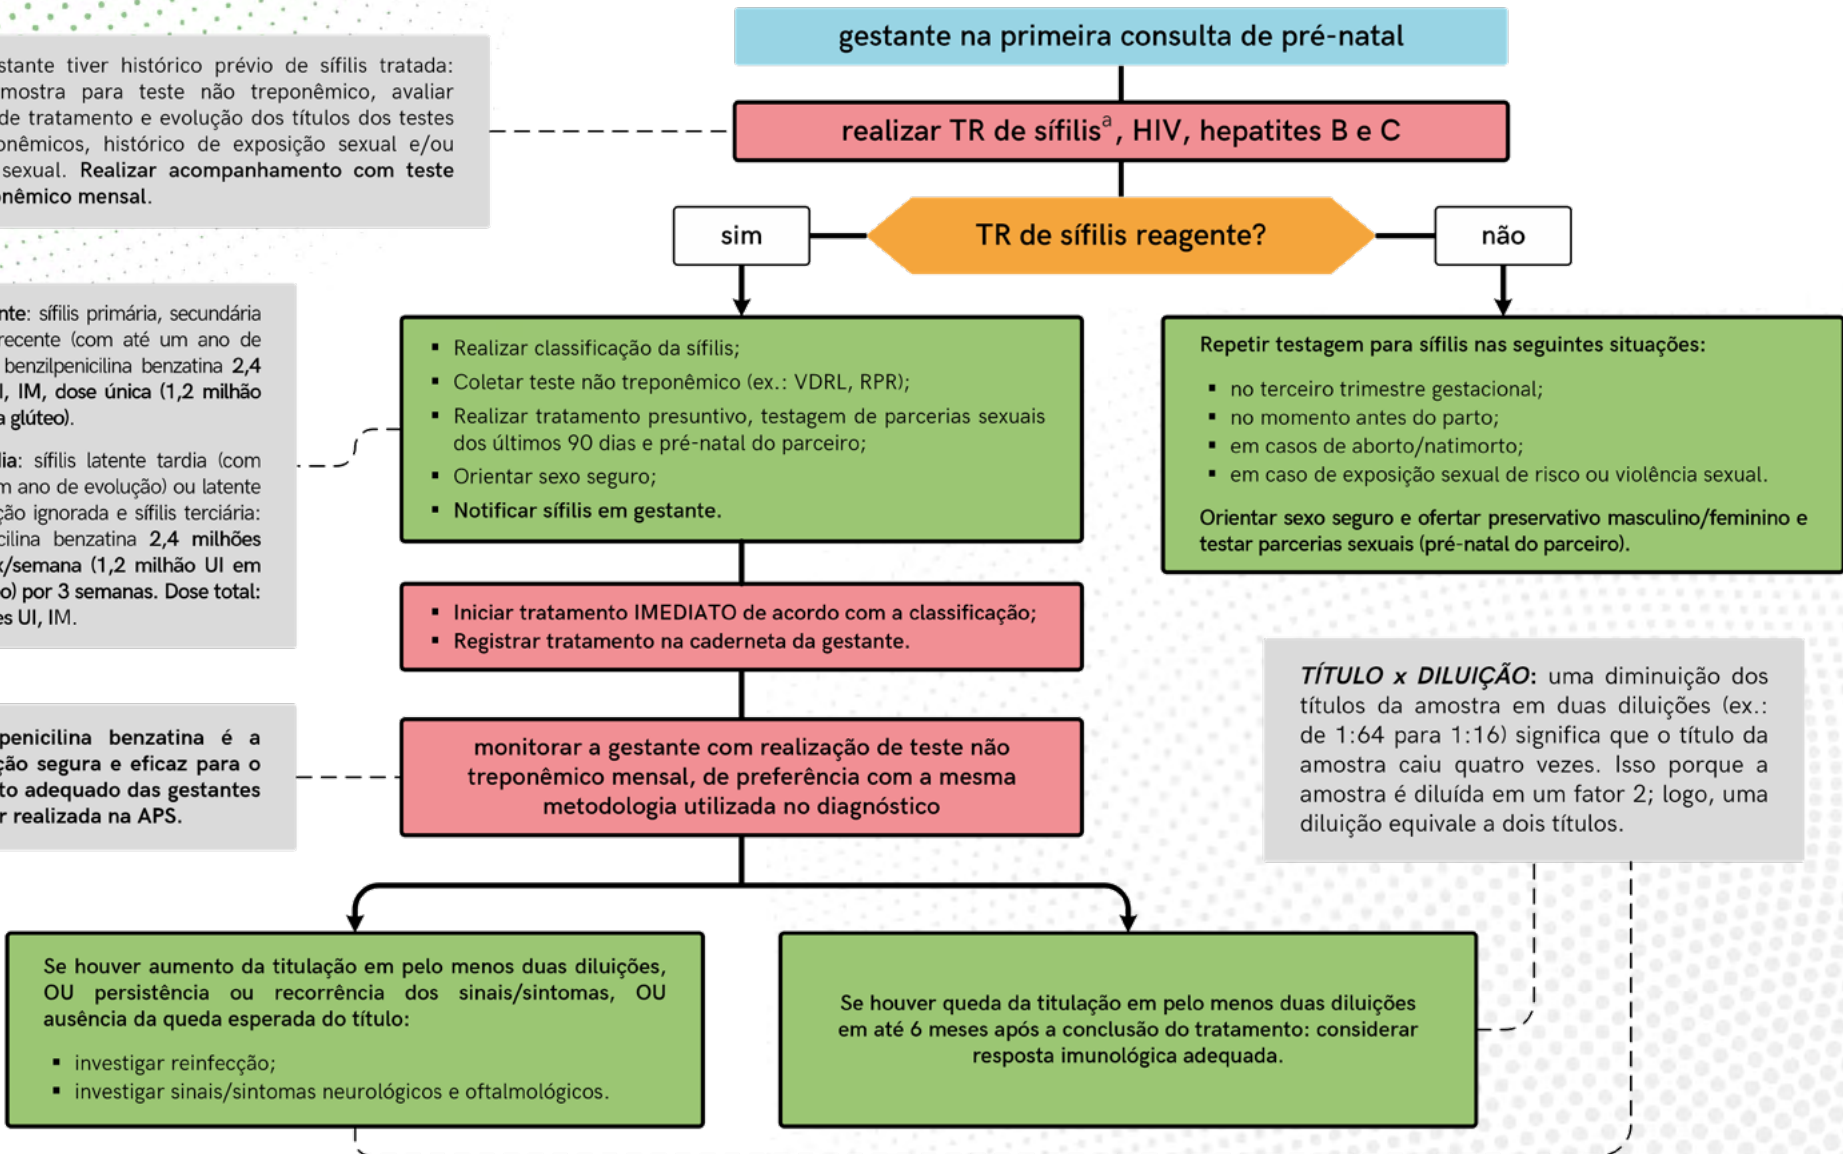 gestante na primeira consulta de pré-natal
realizar TR de sífilisª, HIV, hepatites B e C
stante tiver histórico prévio de sífilis tratada:
mostra para teste não treponêmico, avaliar
de tratamento e evolução dos títulos dos testes
onêmicos, histórico de exposição sexual e/ou
sexual. Realizar acompanhamento com teste
onêmico mensal.
TR de sífilis reagente?
sim
não
nte: sífilis primária, secundária
recente (com até um ano de
benzilpenicilina benzatina 2,4
I, IM, dose única (1,2 milhão
a glúteo).
dia: sífilis latente tardia (com
m ano de evolução) ou latente
ção ignorada e sífilis terciária:
cilina benzatina 2,4 milhões
x/semana (1,2 milhão UI em
o) por 3 semanas. Dose total:
es UI, IM.
▪ Realizar classificação da sífilis;
▪ Coletar teste não treponêmico (ex.: VDRL, RPR);
▪ Realizar tratamento presuntivo, testagem de parcerias sexuais
dos últimos 90 dias e pré-natal do parceiro;
▪ Orientar sexo seguro;
▪ Notificar sífilis em gestante.
Repetir testagem para sífilis nas seguintes situações:
▪ no terceiro trimestre gestacional;
▪ no momento antes do parto;
▪ em casos de aborto/natimorto;
▪ em caso de exposição sexual de risco ou violência sexual.
Orientar sexo seguro e ofertar preservativo masculino/feminino e
testar parcerias sexuais (pré-natal do parceiro).
▪ Iniciar tratamento IMEDIATO de acordo com a classificação;
▪ Registrar tratamento na caderneta da gestante.
penicilina benzatina é a
ção segura e eficaz para o
to adequado das gestantes
r realizada na APS.
monitorar a gestante com realização de teste não
treponêmico mensal, de preferência com a mesma
metodologia utilizada no diagnóstico
TÍTULO x DILUIÇÃO: uma diminuição dos
títulos da amostra em duas diluições (ex.:
de 1:64 para 1:16) significa que o título da
amostra caiu quatro vezes. Isso porque a
amostra é diluída em um fator 2; logo, uma
diluição equivale a dois títulos.
Se houver aumento da titulação em pelo menos duas diluições,
OU persistência ou recorrência dos sinais/sintomas, OU
ausência da queda esperada do título:
▪ investigar reinfecção;
▪ investigar sinais/sintomas neurológicos e oftalmológicos.
Se houver queda da titulação em pelo menos duas diluições
em até 6 meses após a conclusão do tratamento: considerar
resposta imunológica adequada.